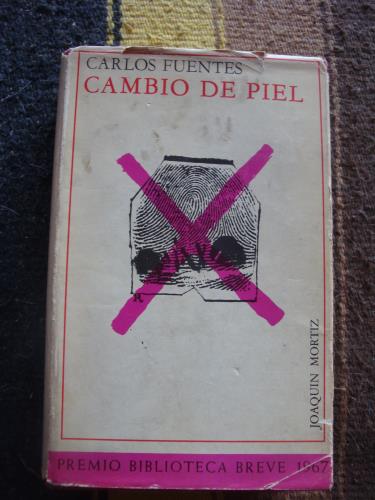 CARLOS FUENTES
CAMBIO DE PIEL
JOAQUIN MORTIZ
PREMIO BIBLIOTECA BREVE 1967